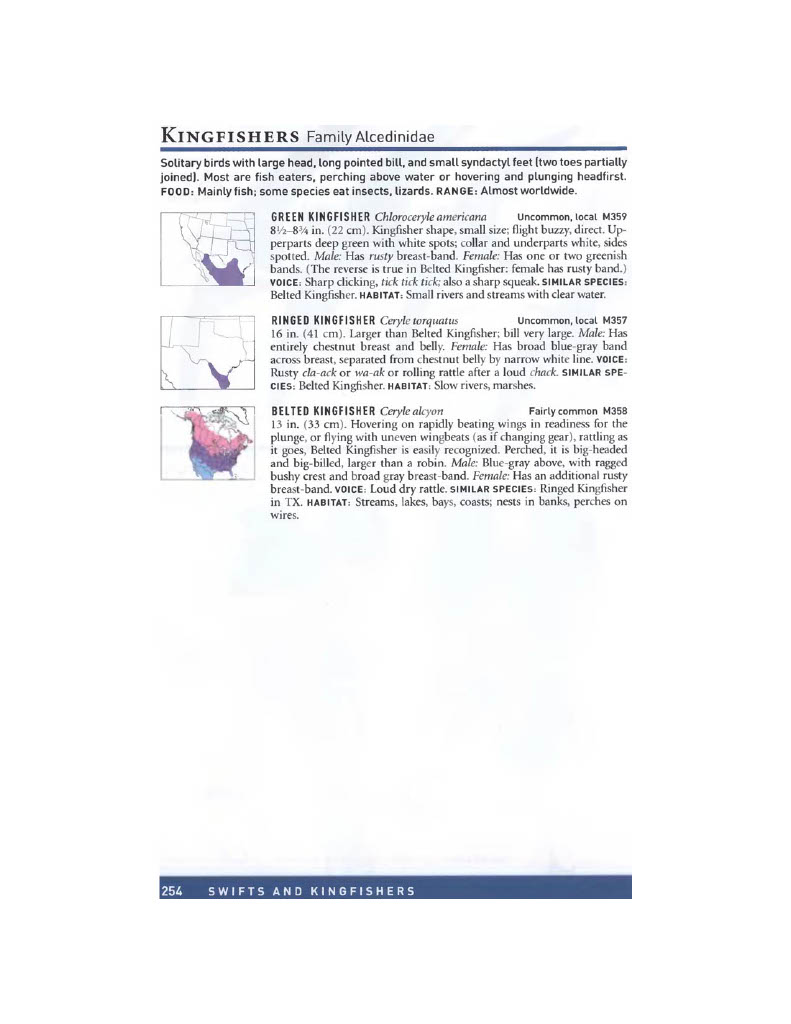 KINGFISHERS Family Alcedinidae
Solitary birds with large head, long pointed bill, and small syndactyl feet (two toes partially
joined). Most are fish eaters, perching above water or hovering and plunging headfirst.
FOOD: Mainly fish; some species eat insects, lizards. RANGE: Almost worldwide.
GREEN KINGFISHER Chloroceryle americana Uncommon, local M359
8½–8¾ in. (22 cm). Kingfisher shape, small size; flight buzzy, direct. Up-
perparts deep green with white spots; collar and underparts white, sides
spotted. Male: Has rusty breast-band. Female: Has one or two greenish
bands. (The reverse is true in Belted Kingfisher: female has rusty band.)
VOICE: Sharp clicking, tick tick tick; also a sharp squeak. SIMILAR SPECIES:
Belted Kingfisher. HABITAT: Small rivers and streams with clear water.
RINGED KINGFISHER Ceryle torquatus Uncommon, local M357
16 in. (41 cm). Larger than Belted Kingfisher; bill very large. Male: Has
entirely chestnut breast and belly. Female: Has broad blue-gray band
across breast, separated from chestnut belly by narrow white line. VOICE:
Rusty cla-ack or wa-ak or rolling rattle after a loud chack. SIMILAR SPE-
CIES: Belted Kingfisher. HABITAT: Slow rivers, marshes.
BELTED KINGFISHER Ceryle alcyon Fairly common M358
13 in. (33 cm). Hovering on rapidly beating wings in readiness for the
plunge, or flying with uneven wingbeats (as if changing gear), rattling as
it goes, Belted Kingfisher is easily recognized. Perched, it is big-headed
and big-billed, larger than a robin. Male: Blue-gray above, with ragged
bushy crest and broad gray breast-band. Female: Has an additional rusty
breast-band. VOICE: Loud dry rattle. SIMILAR SPECIES: Ringed Kingfisher
in TX. HABITAT: Streams, lakes, bays, coasts; nests in banks, perches on
wires.
254 SWIFTS AND KINGFISHERS